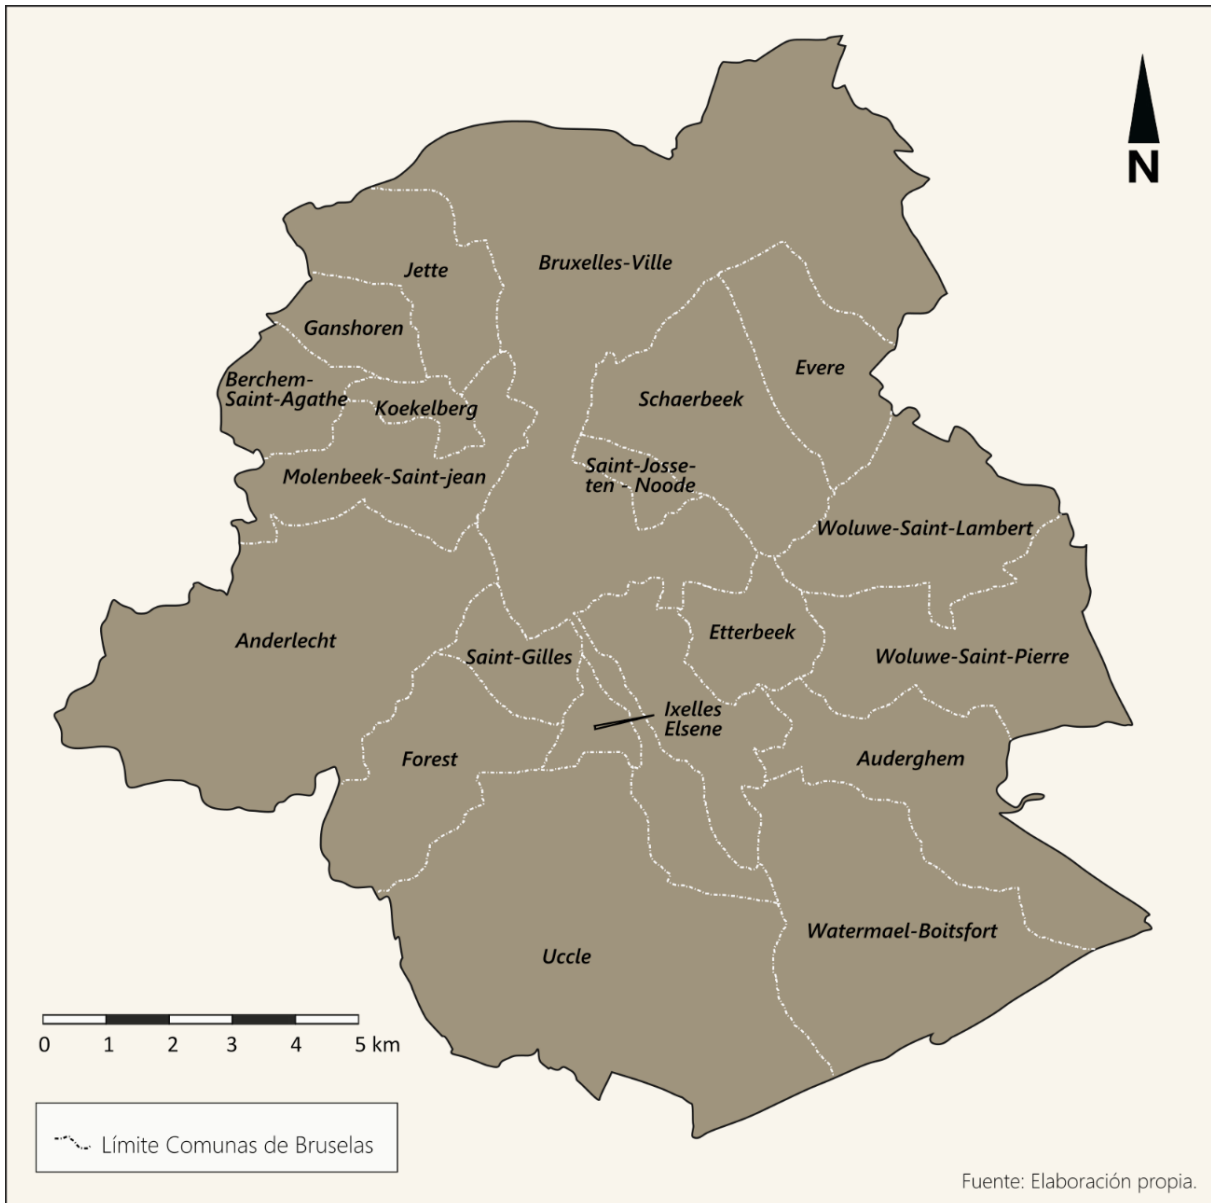 N
Bruxelles-Ville
Jette
Ganshoren
Evere
Berchem-
Saint-Agathe
Koekelberg
Schaerbeek
Molenbeek-Saint-jean
Saint-Josse-
ten - Noode
Woluwe-Saint-Lambert
Anderlecht
Etterbeek
Saint-Gilles
Woluwe-Saint-Pierre
Ixelles
Elsene
Forest
Auderghem
Watermael-Boitsfort
Uccle
0 1 2 3 4 5 km
Límite Comunas de Bruselas
Fuente: Elaboración propia.